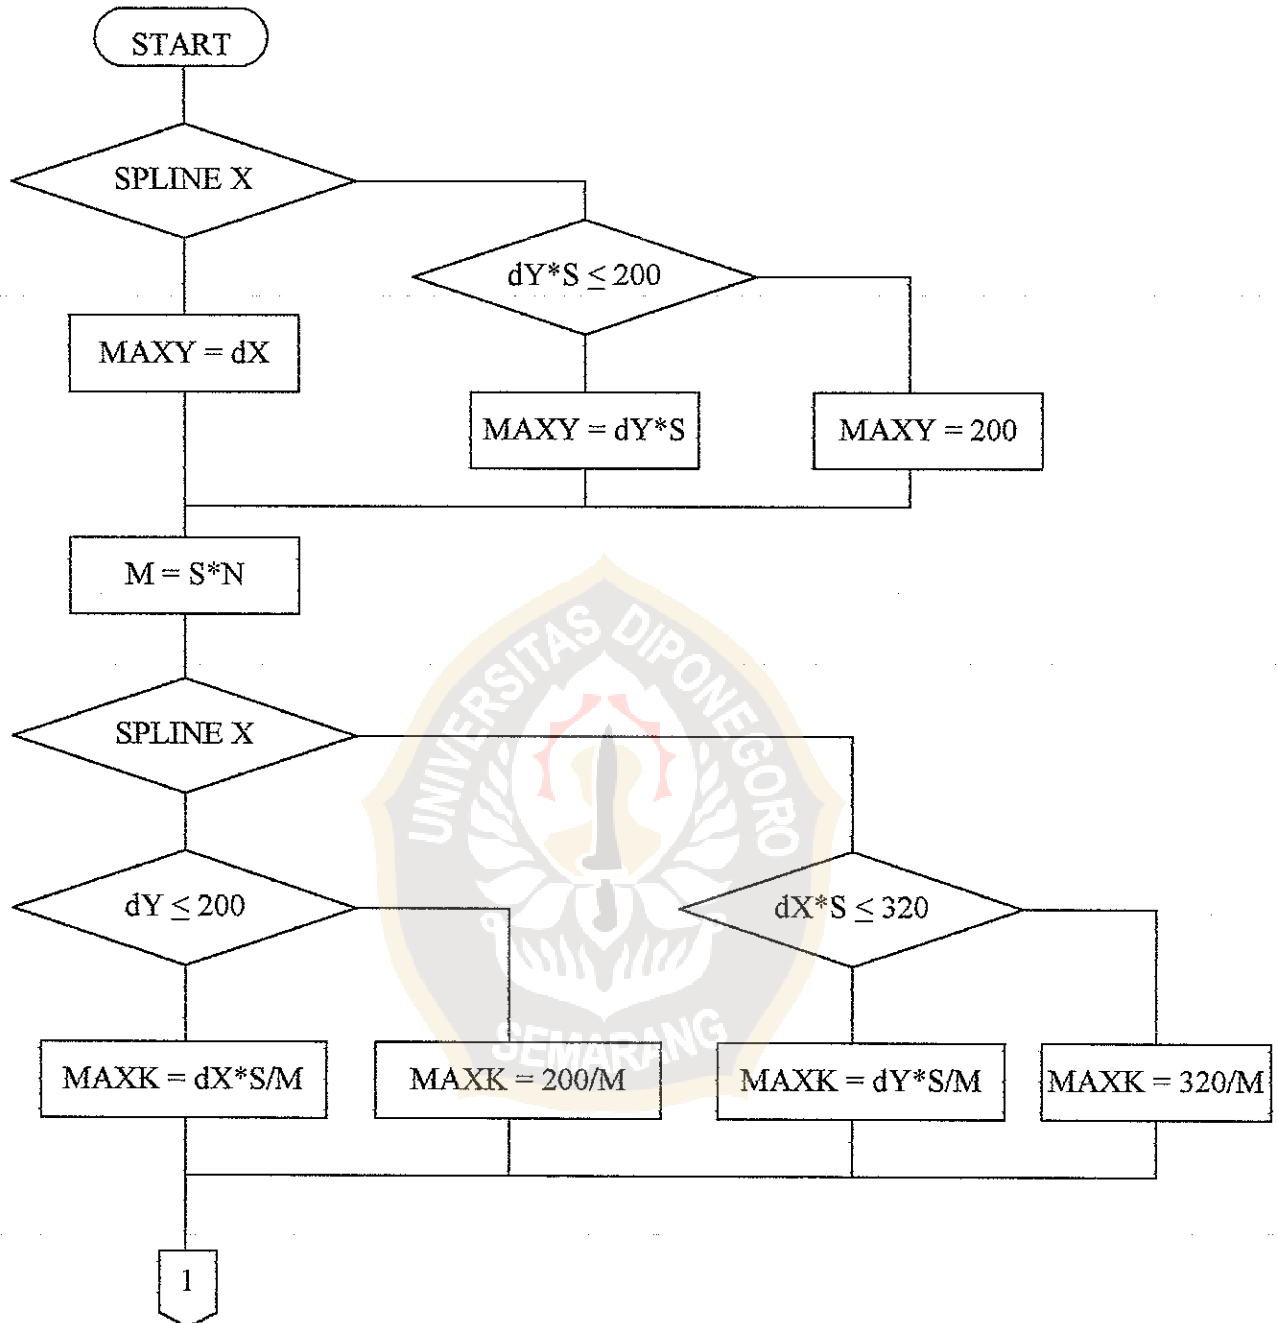 START
SPLINE X
dY*S ≤ 200
MAXY = dX
MAXY = dY*S
MAXY = 200
M = S*N
SPLINE X
dY ≤ 200
dX*S ≤ 320
MAXK = dX*S/M
MAXK = 200/M
MAXK = dY*S/M
MAXK = 320/M
1
UNIVERSITAS DIPONEGORO
SEMARANG